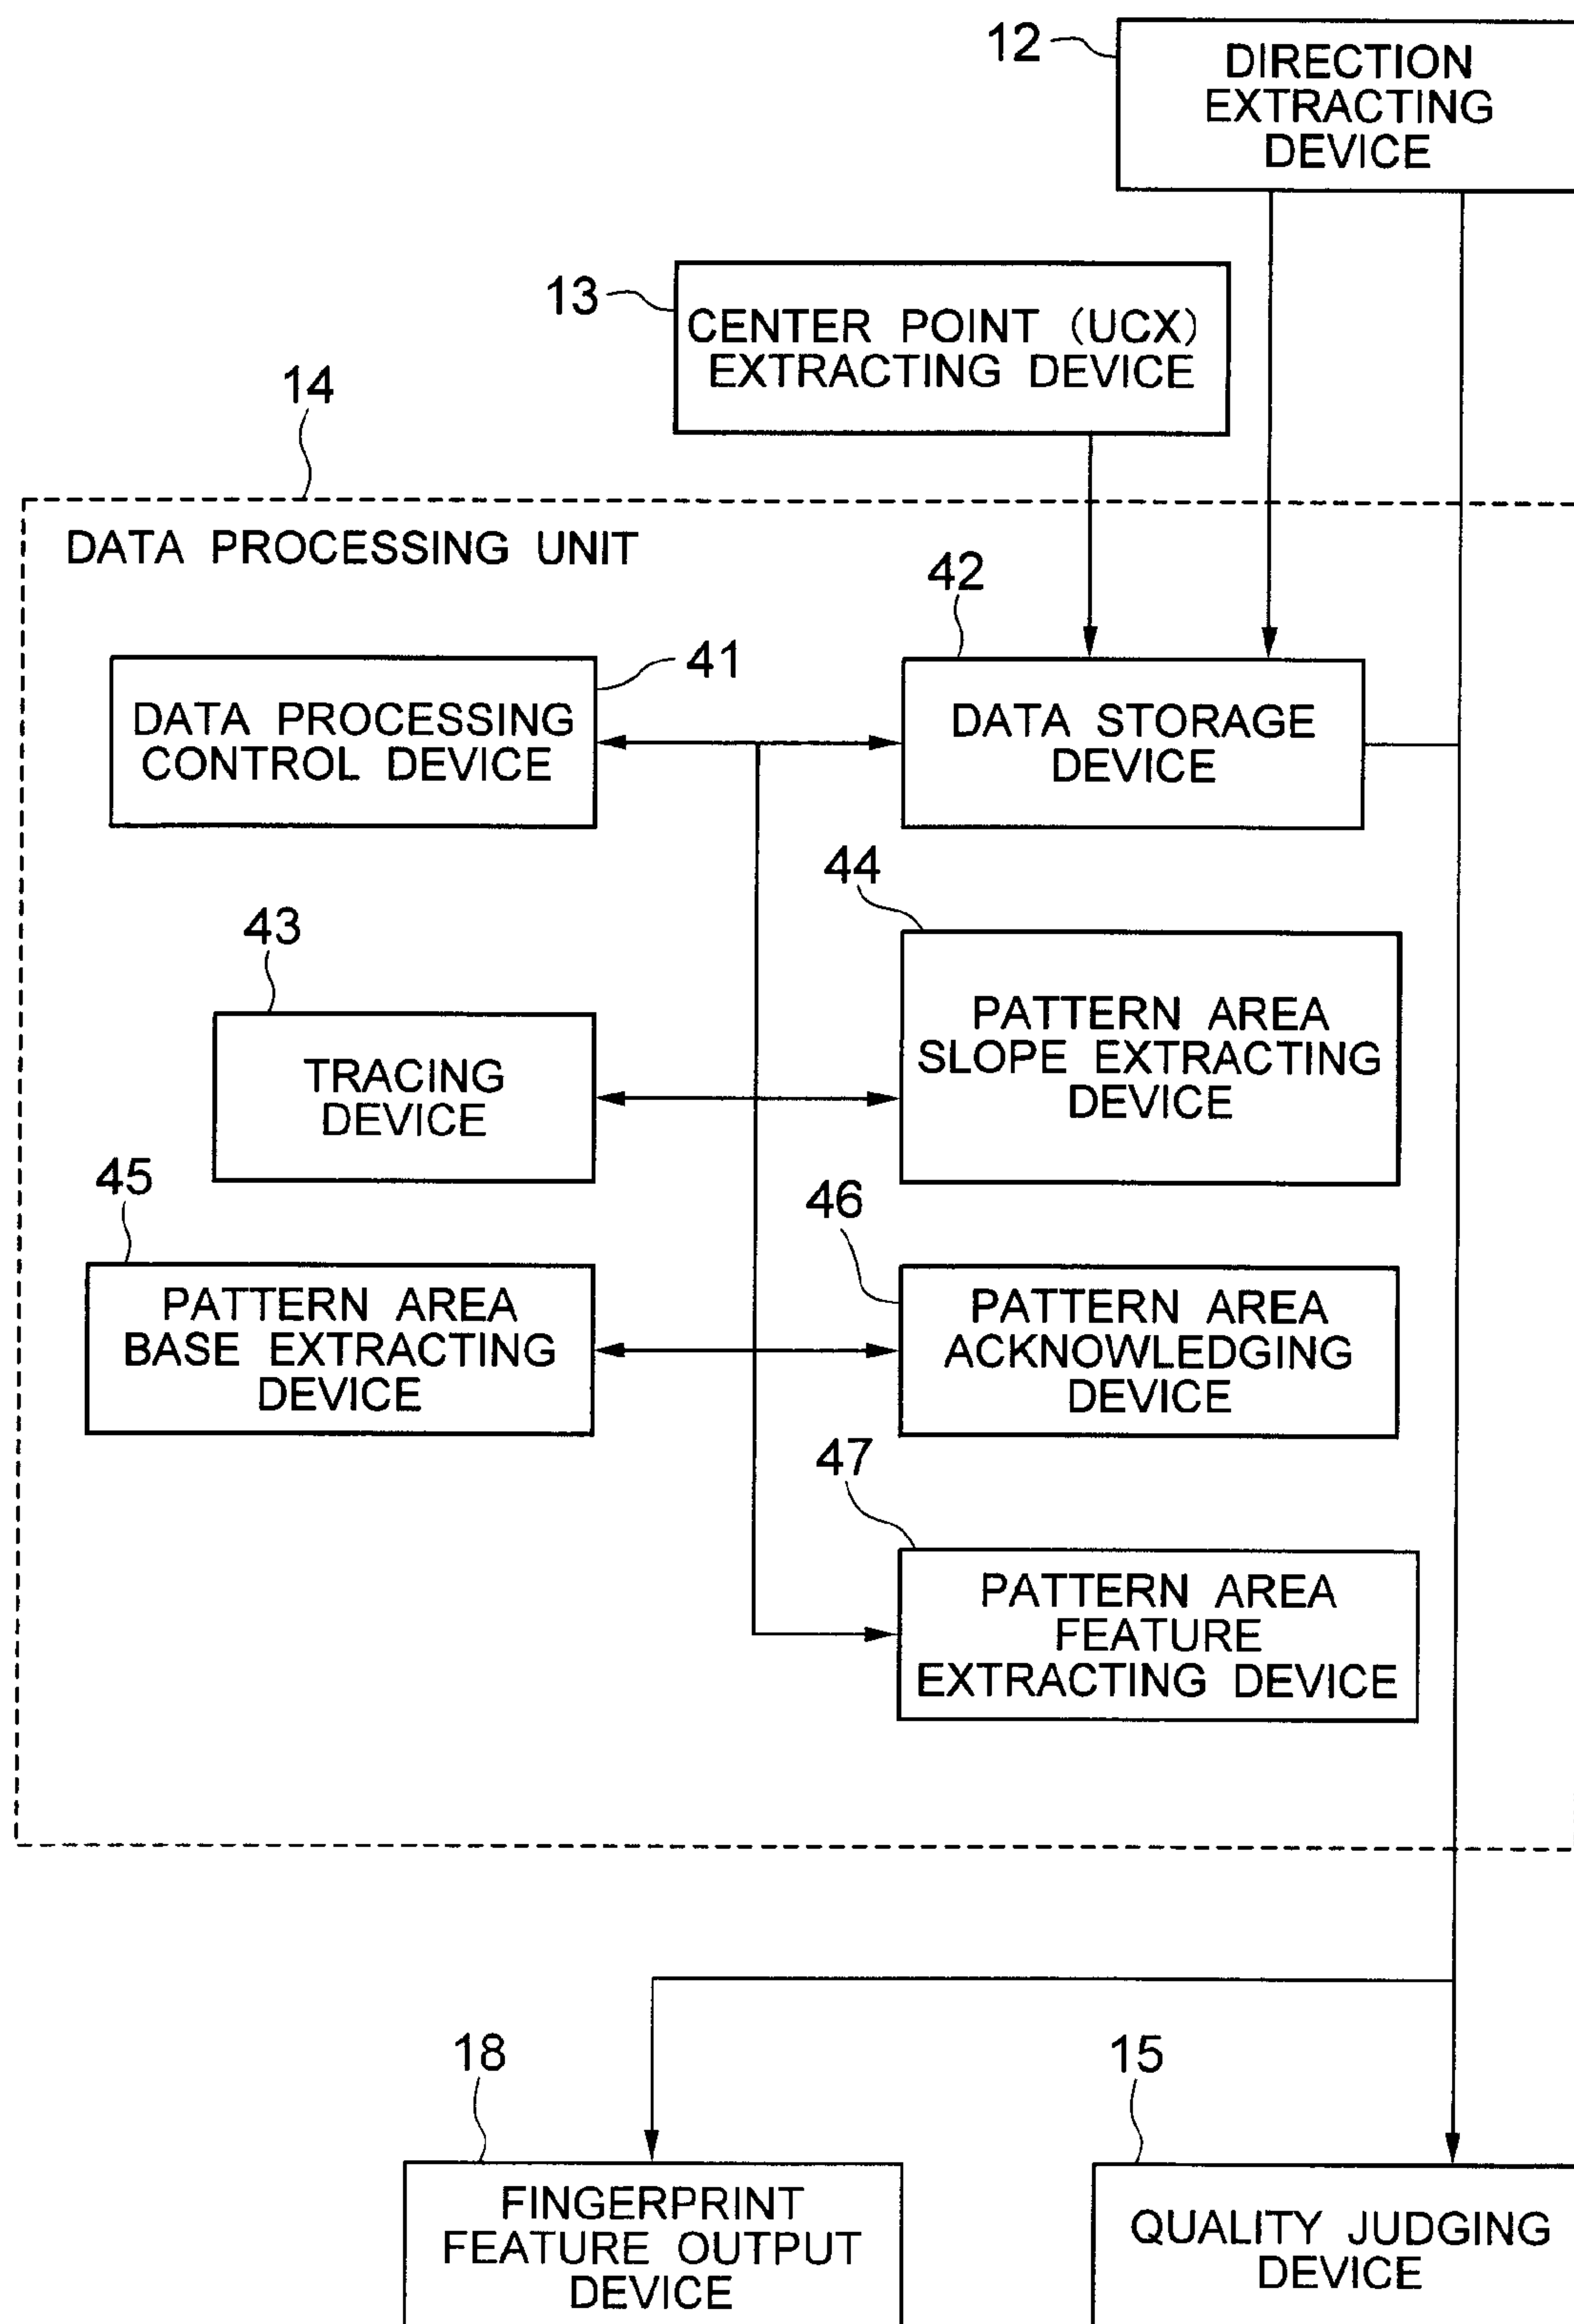 12
DIRECTION
EXTRACTING
DEVICE
13
CENTER POINT (UCX)
EXTRACTING DEVICE
14
DATA PROCESSING UNIT
42
41
DATA PROCESSING
CONTROL DEVICE
DATA STORAGE
DEVICE
44
43
PATTERN AREA
SLOPE EXTRACTING
DEVICE
TRACING
DEVICE
45
46
PATTERN AREA
BASE EXTRACTING
DEVICE
PATTERN AREA
ACKNOWLEDGING
DEVICE
47
PATTERN AREA
FEATURE
EXTRACTING DEVICE
18
15
FINGERPRINT
FEATURE OUTPUT
DEVICE
QUALITY JUDGING
DEVICE